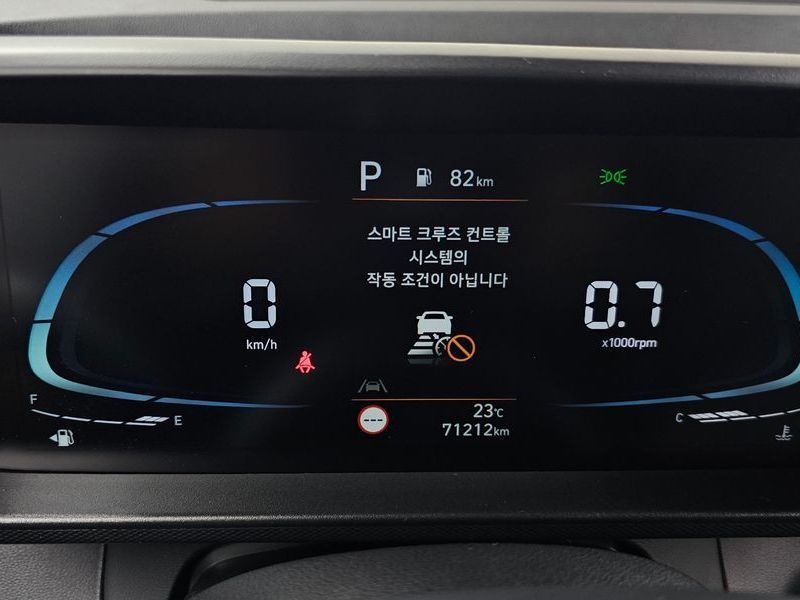 P 82km
스마트 크루즈 컨트롤
시스템의
작동 조건이 아닙니다
0
km/h
0.7
x1000rpm
F E
C
---
23℃
71212km